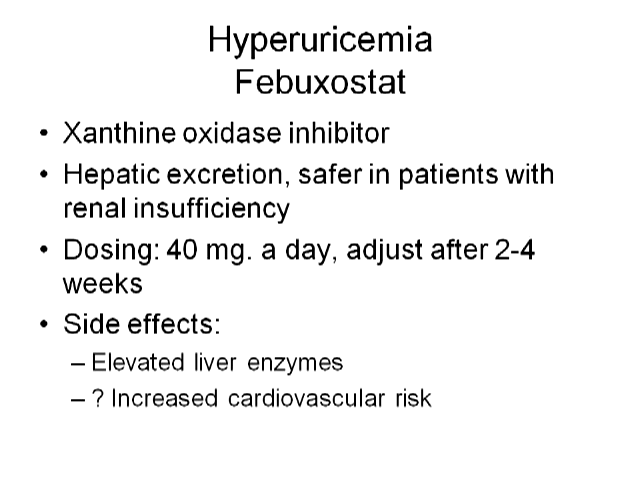 Hyperuricemia
Febuxostat
• Xanthine oxidase inhibitor
• Hepatic excretion, safer in patients with
renal insufficiency
• Dosing: 40 mg. a day, adjust after 2-4
weeks
• Side effects:
– Elevated liver enzymes
– ? Increased cardiovascular risk